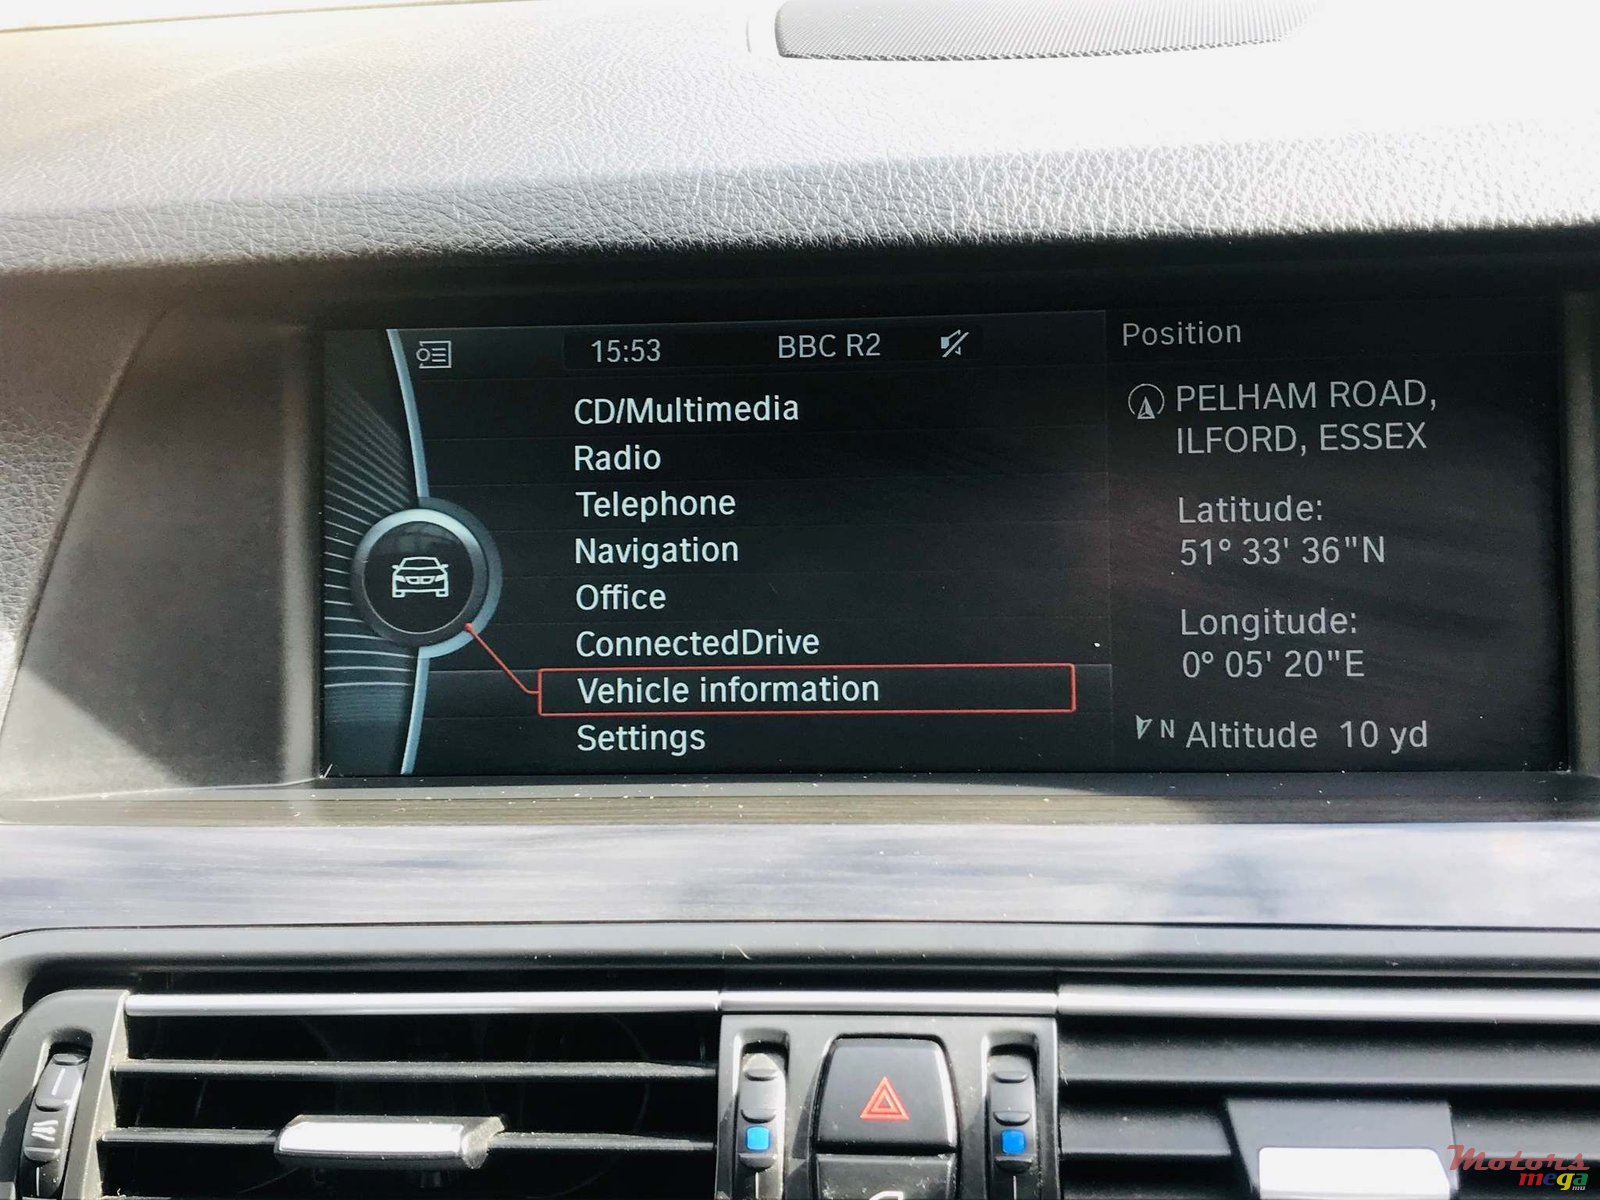 15:53 BBC R2
CD/Multimedia
Radio
Telephone
Navigation
Office
ConnectedDrive
Vehicle information
Settings
Position
PELHAM ROAD,
ILFORD, ESSEX
Latitude:
51° 33' 36"N
Longitude:
0° 05' 20"E
N Altitude 10 yd
Motors
mega
.mu